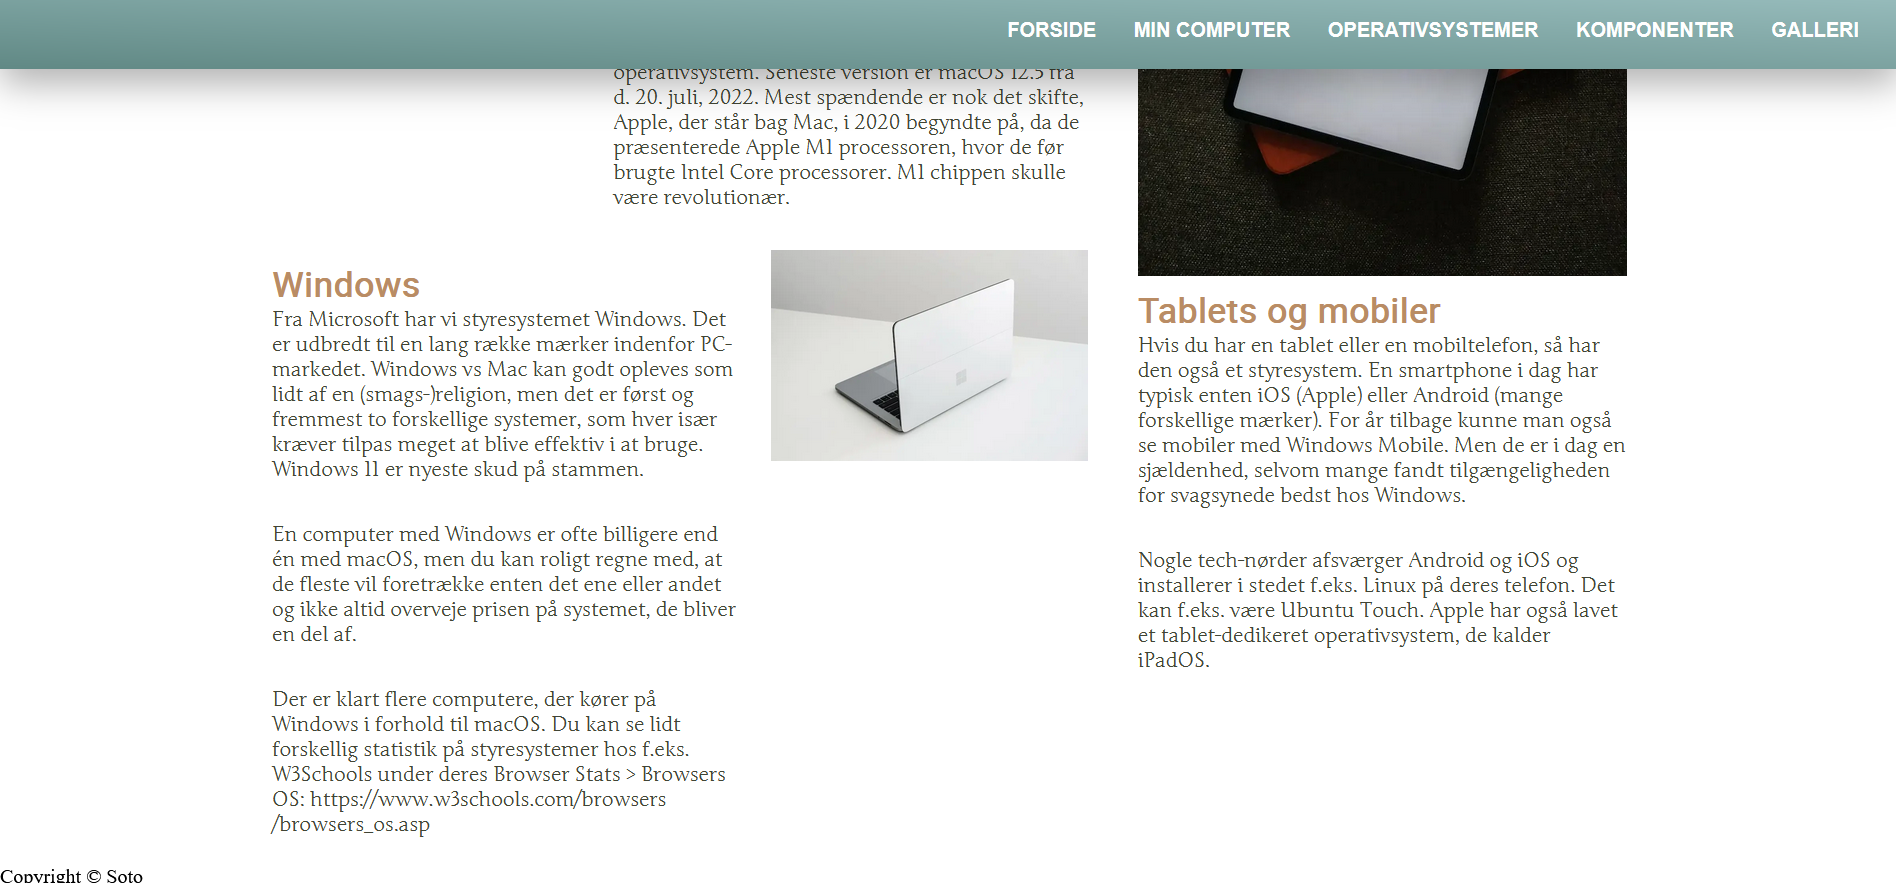 FORSIDE MIN COMPUTER OPERATIVSYSTEMER KOMPONENTER GALLERI
operativsystem. Seneste version er macOS 12.5 fra
d. 20. juli, 2022. Mest spændende er nok det skifte,
Apple, der står bag Mac, i 2020 begyndte på, da de
præsenterede Apple M1 processoren, hvor de før
brugte Intel Core processorer. M1 chippen skulle
være revolutionær.
Windows
Fra Microsoft har vi styresystemet Windows. Det
er udbredt til en lang række mærker indenfor PC-
markedet. Windows vs Mac kan godt opleves som
lidt af en (smags-)religion, men det er først og
fremmest to forskellige systemer, som hver især
kræver tilpas meget at blive effektiv i at bruge.
Windows 11 er nyeste skud på stammen.
En computer med Windows er ofte billigere end
én med macOS, men du kan roligt regne med, at
de fleste vil foretrække enten det ene eller andet
og ikke altid overveje prisen på systemet, de bliver
en del af.
Der er klart flere computere, der kører på
Windows i forhold til macOS. Du kan se lidt
forskellig statistik på styresystemer hos f.eks.
W3Schools under deres Browser Stats > Browsers
OS: https://www.w3schools.com/browsers
/browsers_os.asp
Tablets og mobiler
Hvis du har en tablet eller en mobiltelefon, så har
den også et styresystem. En smartphone i dag har
typisk enten iOS (Apple) eller Android (mange
forskellige mærker). For år tilbage kunne man også
se mobiler med Windows Mobile. Men de er i dag en
sjældenhed, selvom mange fandt tilgængeligheden
for svagsynede bedst hos Windows.
Nogle tech-nørder afsværger Android og iOS og
installerer i stedet f.eks. Linux på deres telefon. Det
kan f.eks. være Ubuntu Touch. Apple har også lavet
et tablet-dedikeret operativsystem, de kalder
iPadOS.
Copyright © Soto